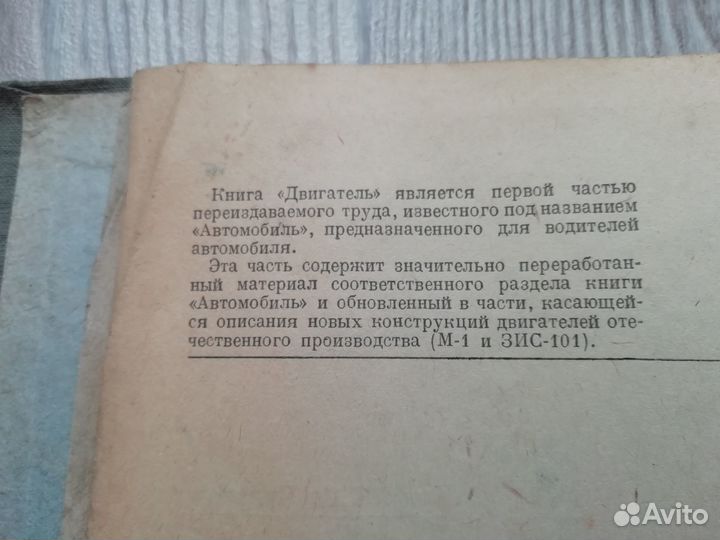 Книга «Двигатель» является первой частью
переиздаваемого труда, известного под названием
«Автомобиль», предназначенного для водителей
автомобиля.
Эта часть содержит значительно переработан-
ный материал соответственного раздела книги
«Автомобиль» и обновленный в части, касающей-
ся описания новых конструкций двигателей оте-
чественного производства (М-1 и ЗИС-101).
Avito